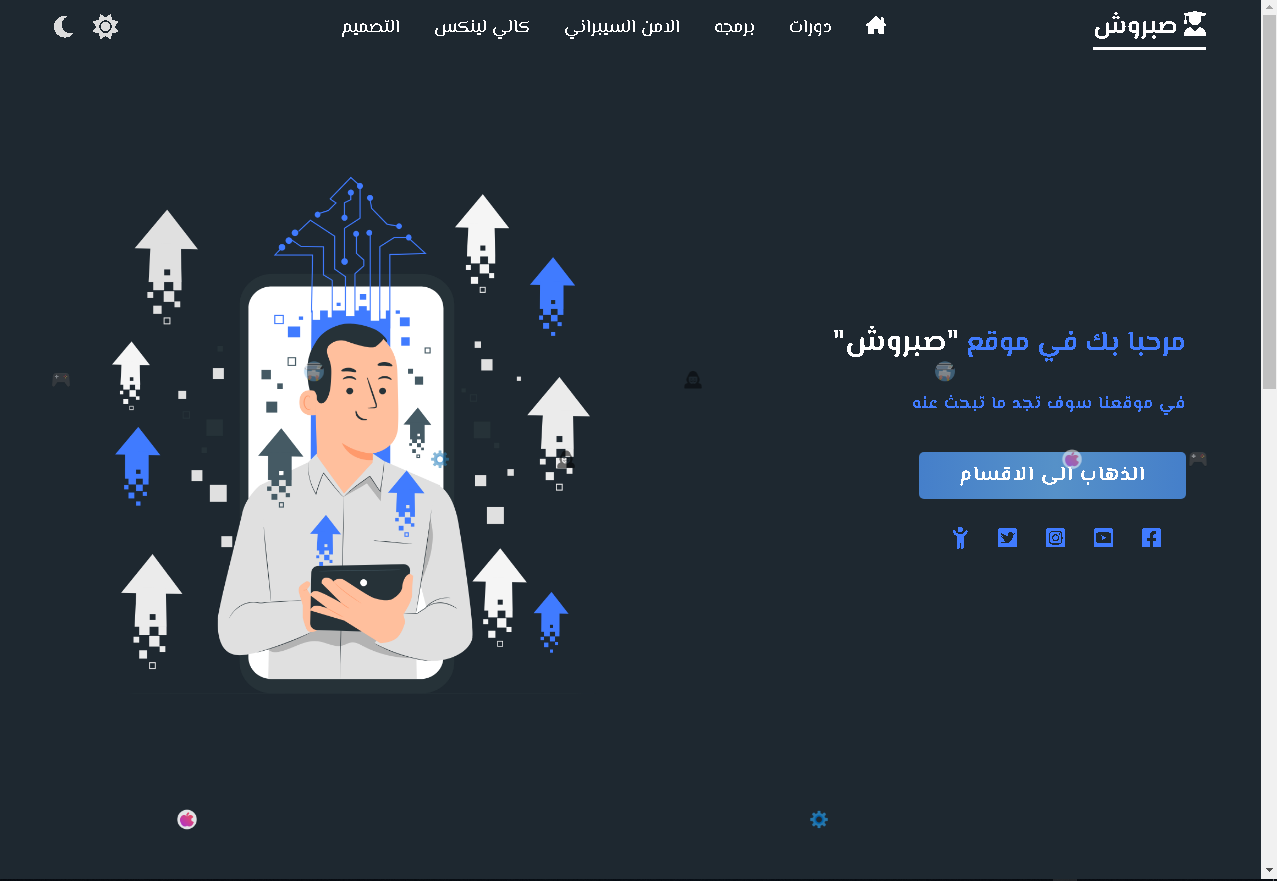 صبروش
دورات
برمجه
الامن السيبراني
كالي لينكس
التصميم
مرحبا بك في موقع "صبروش"
في موقعنا سوف تجد ما تبحث عنه
الذهاب الى الاقسام